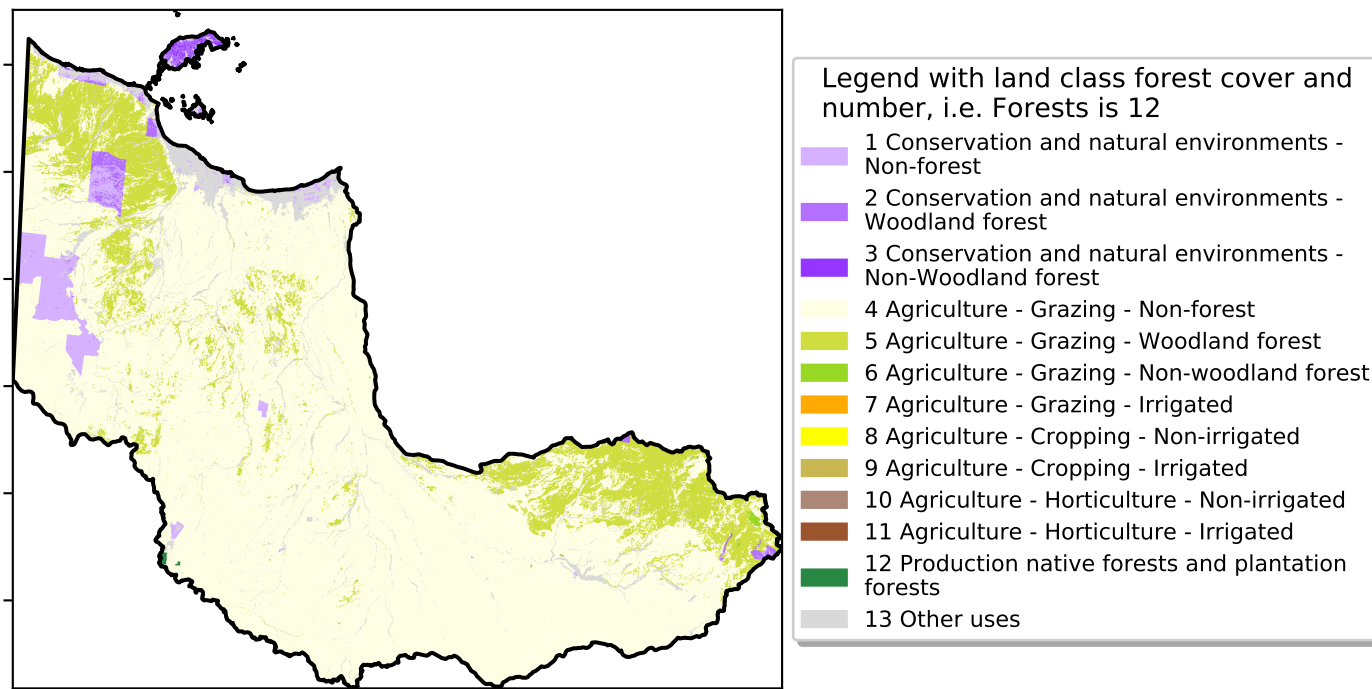 Legend with land class forest cover and
number, i.e. Forests is 12
1 Conservation and natural environments -
Non-forest
2 Conservation and natural environments -
Woodland forest
3 Conservation and natural environments -
Non-Woodland forest
4 Agriculture - Grazing - Non-forest
5 Agriculture - Grazing - Woodland forest
6 Agriculture - Grazing - Non-woodland forest
7 Agriculture - Grazing - Irrigated
8 Agriculture - Cropping - Non-irrigated
9 Agriculture - Cropping - Irrigated
10 Agriculture - Horticulture - Non-irrigated
11 Agriculture - Horticulture - Irrigated
12 Production native forests and plantation
forests
13 Other uses